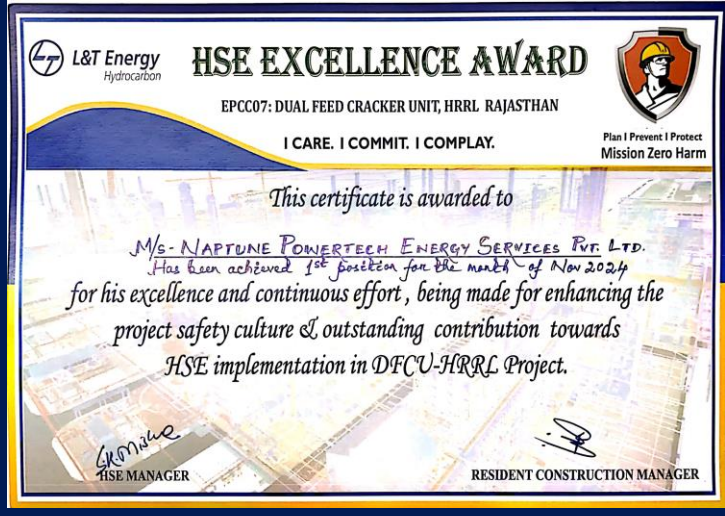 L&T Energy
Hydrocarbon
HSE EXCELLENCE AWARD
EPCC07: DUAL FEED CRACKER UNIT, HRRL RAJASTHAN
I CARE. I COMMIT. I COMPLAY.
Plan I Prevent I Protect
Mission Zero Harm
This certificate is awarded to
M/s- NAPTUNE POWERTECH ENERGY SERVICES PVT. LTD.
Has been achieved 1st position for the month of Nov 2024
for his excellence and continuous effort , being made for enhancing the
project safety culture & outstanding contribution towards
HSE implementation in DFCU-HRRL Project.
S.K. Mishra
HSE MANAGER
RESIDENT CONSTRUCTION MANAGER